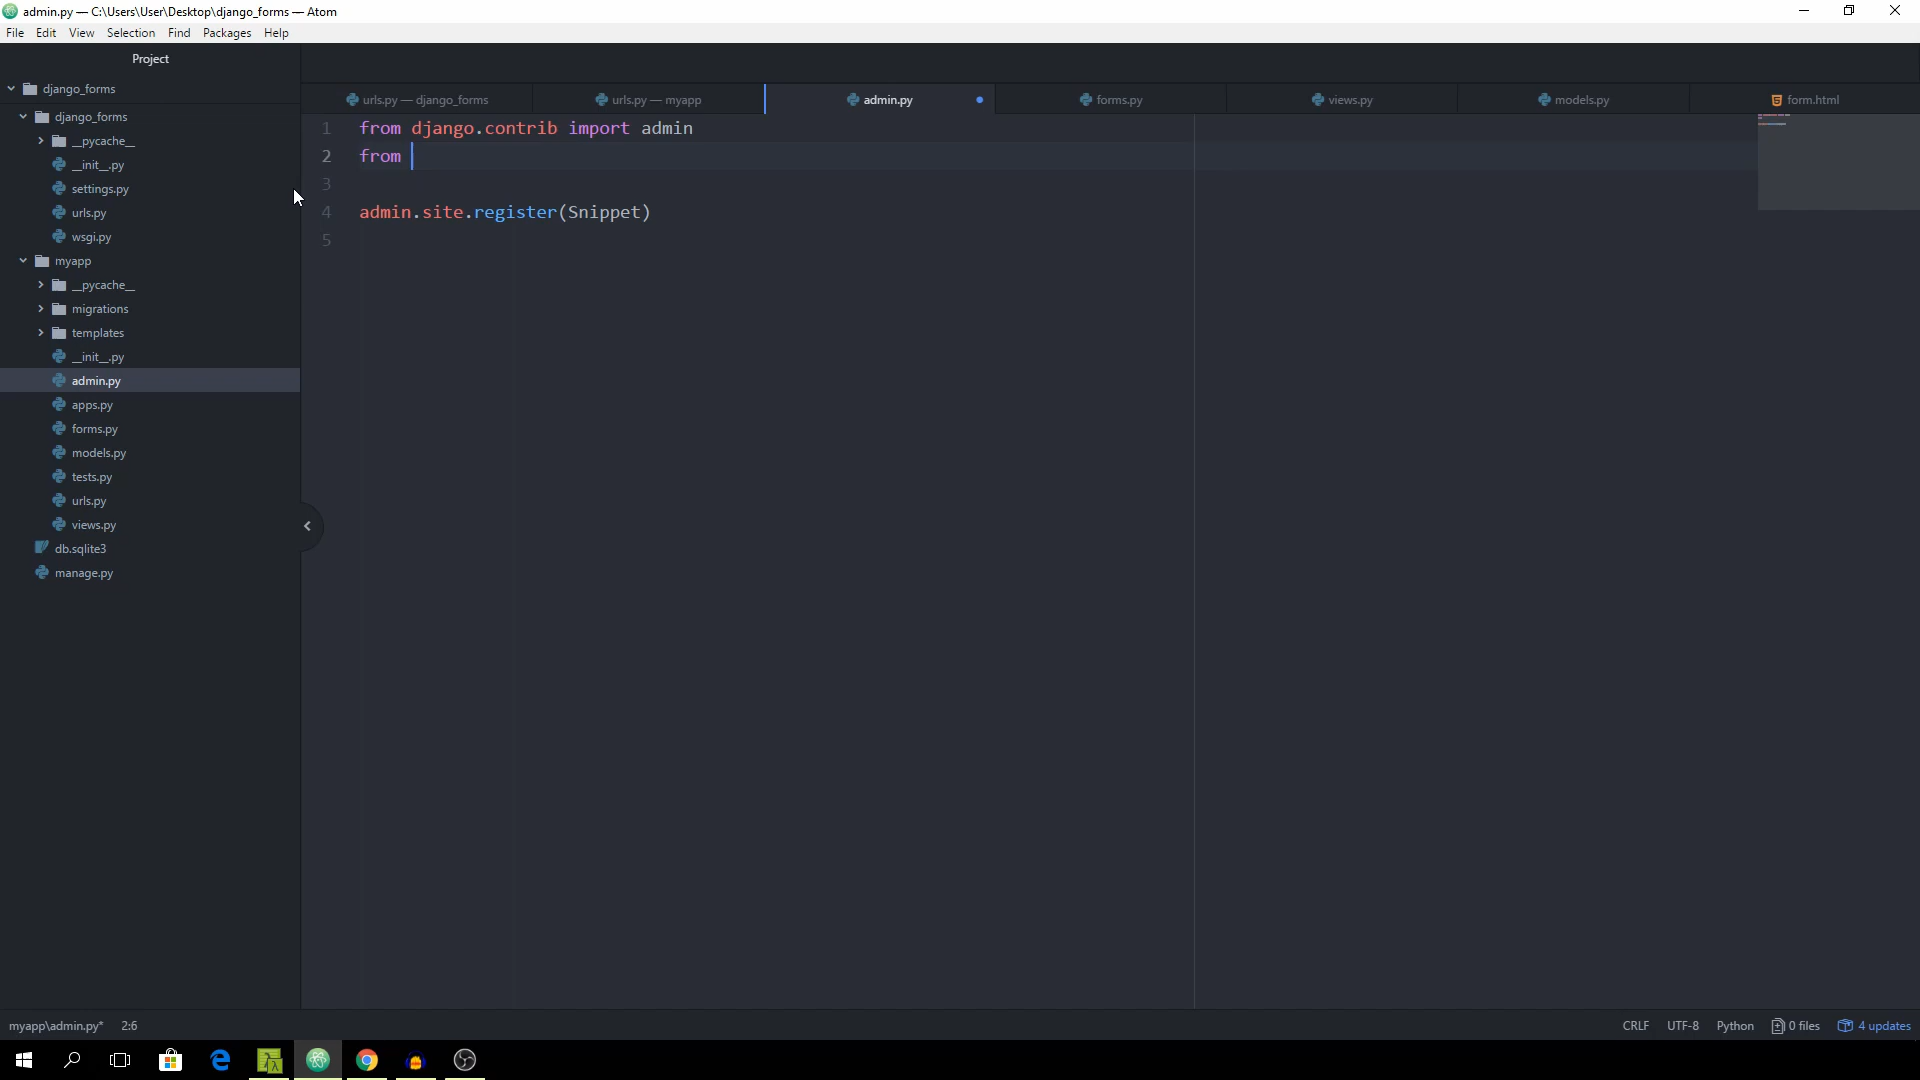 admin.py — C:\Users\User\Desktop\django_forms — Atom
File Edit View Selection Find Packages Help
Project
django_forms
django_forms
__pycache__
__init__.py
settings.py
urls.py
wsgi.py
myapp
__pycache__
migrations
templates
__init__.py
admin.py
apps.py
forms.py
models.py
tests.py
urls.py
views.py
db.sqlite3
manage.py
urls.py — django_forms urls.py — myapp admin.py forms.py views.py models.py form.html
1 from django.contrib import admin
2 from
3
4 admin.site.register(Snippet)
5
myapp\admin.py* 2:6 CRLF UTF-8 Python 0 files 4 updates